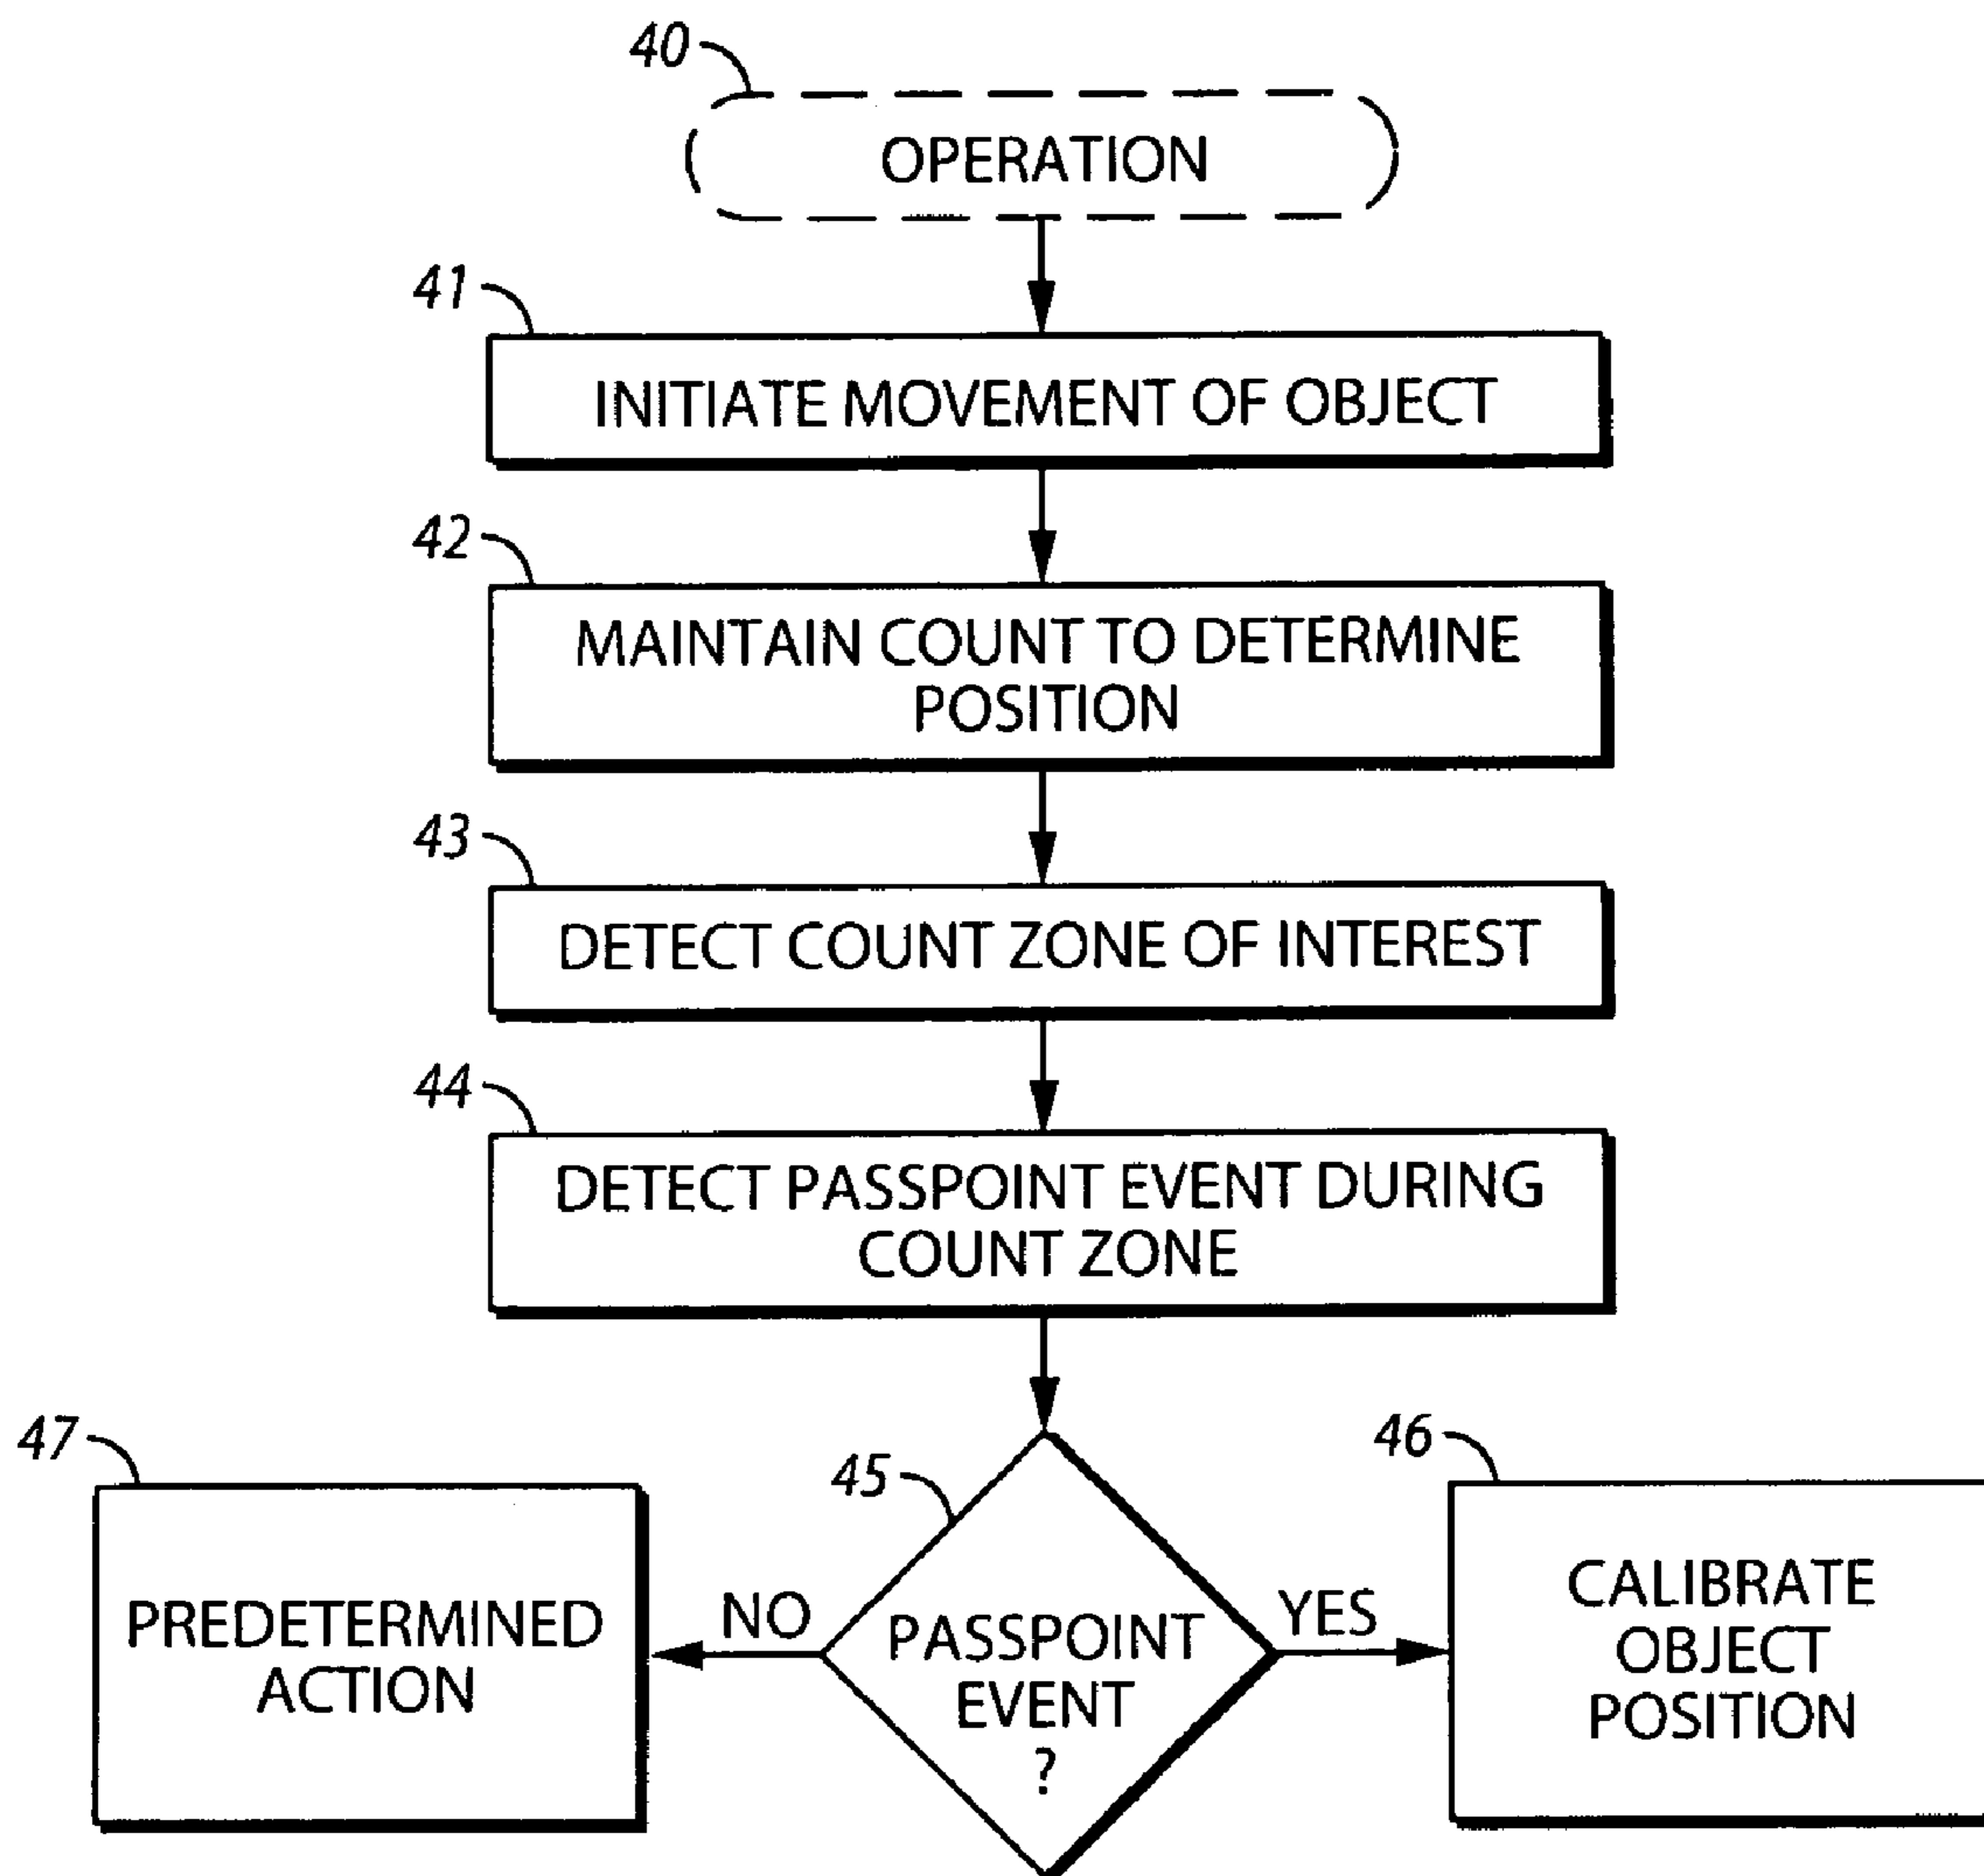 40
OPERATION
41
INITIATE MOVEMENT OF OBJECT
42
MAINTAIN COUNT TO DETERMINE
POSITION
43
DETECT COUNT ZONE OF INTEREST
44
DETECT PASSPOINT EVENT DURING
COUNT ZONE
47
PREDETERMINED
ACTION
NO
45
PASSPOINT
EVENT
?
YES
46
CALIBRATE
OBJECT
POSITION